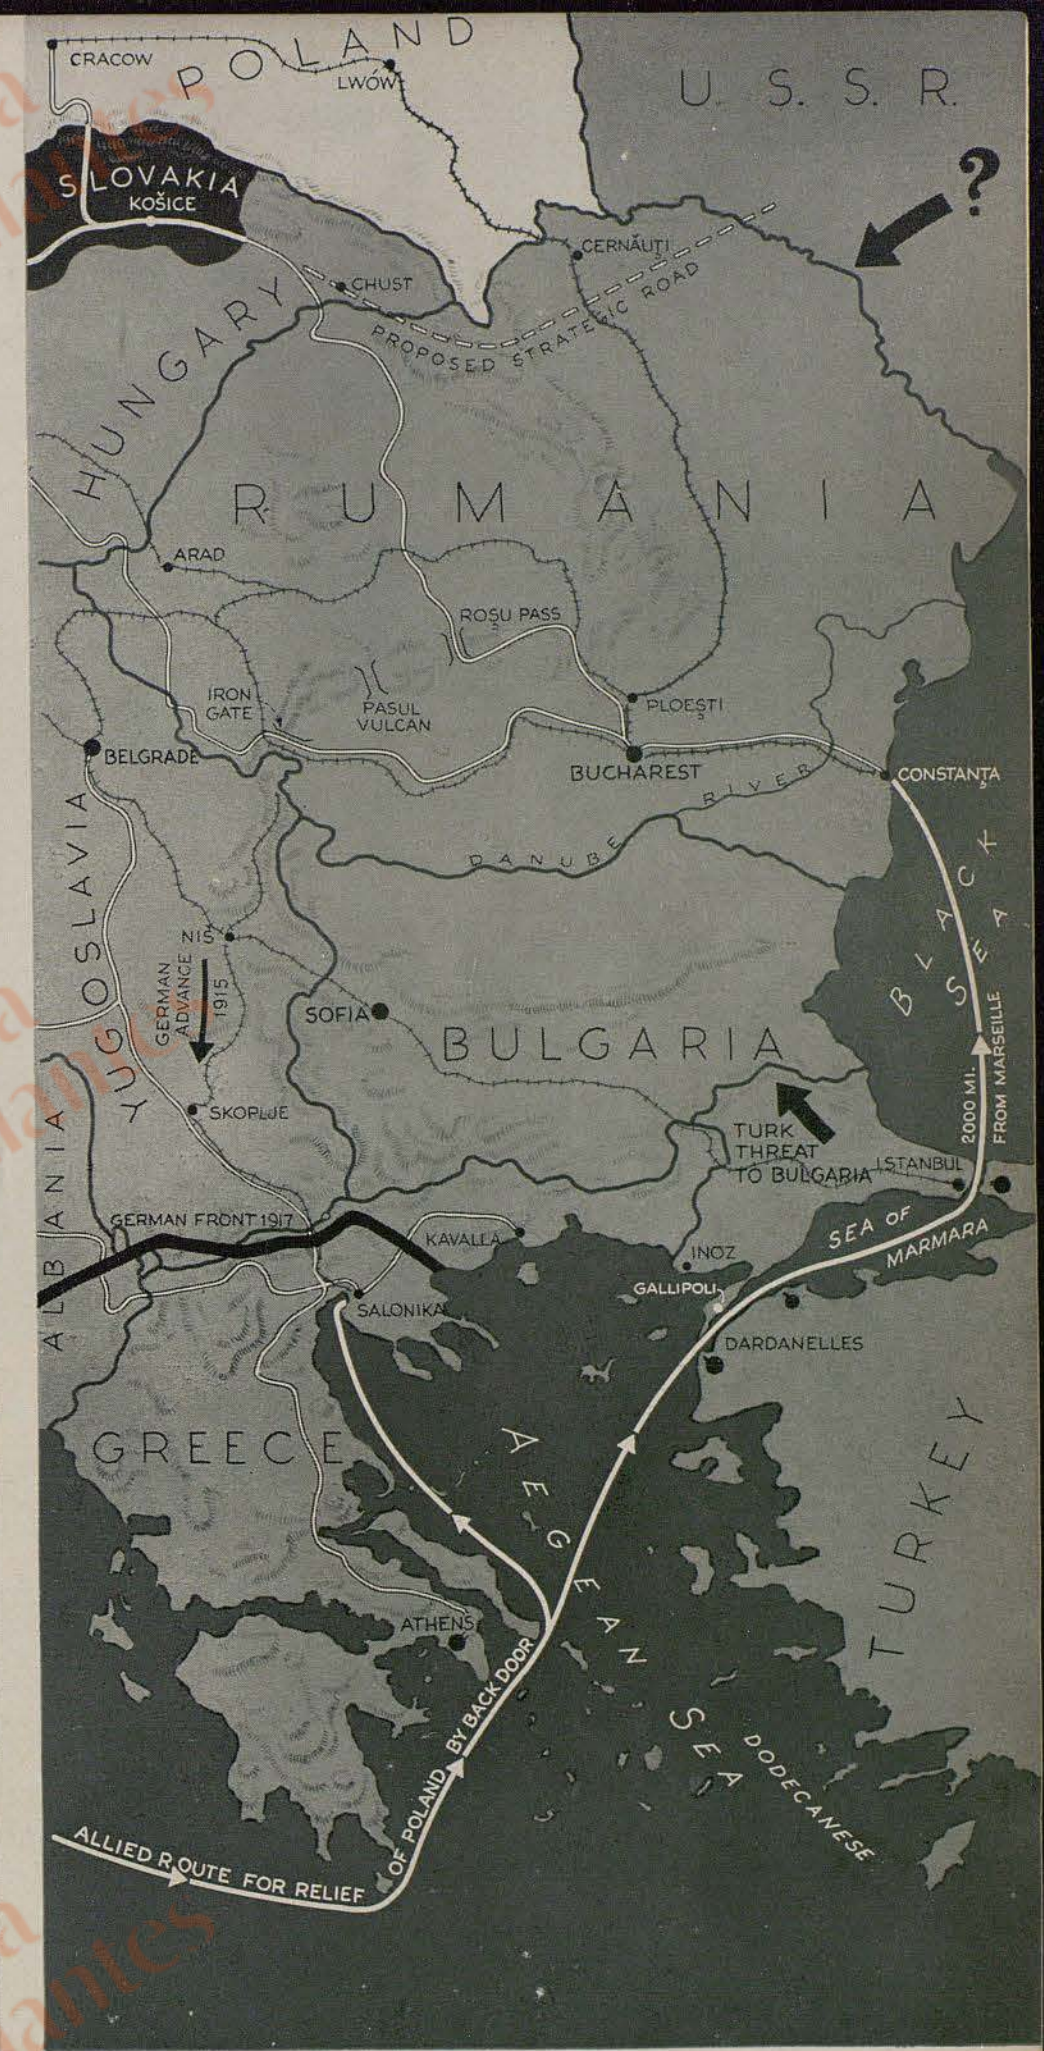 CRACOW
POLAND
LWÓW
U. S. S. R.
?
SLOVAKIA
KOŠICE
CERNĂUŢI
CHUST
PROPOSED STRATEGIC ROAD
HUNGARY
RUMANIA
ARAD
ROȘU PASS
IRON
GATE
PASUL
VULCAN
PLOEȘTI
BELGRADE
BUCHAREST
CONSTANȚA
DANUBE RIVER
BLACK
SEA
YUGOSLAVIA
NIS
GERMAN
ADVANCE
1915
SOFIA
BULGARIA
2000 MI.
FROM MARSEILLE
SKOPLJE
TURK
THREAT
TO BULGARIA
ISTANBUL
ALBANIA
GERMAN FRONT 1917
KAVALLA
SEA OF
MARMARA
INOZ
GALLIPOLI
SALONIKA
DARDANELLES
GREECE
AEGEAN
SEA
TURKEY
ATHENS
DODECANESE
ALLIED ROUTE FOR RELIEF OF POLAND BY BACK DOOR